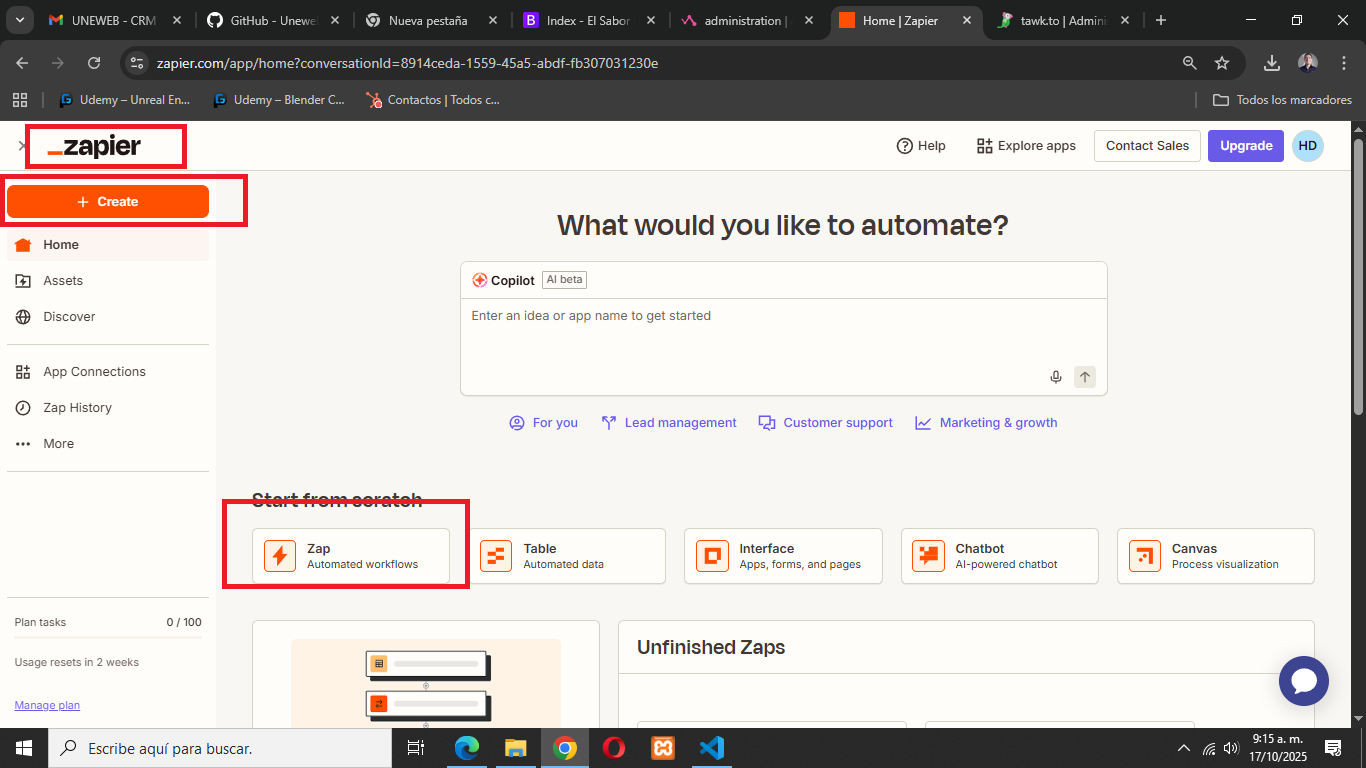 UNEWEB - CRM
GitHub - Unewe
Nueva pestaña
Index - El Sabor
administration |
Home | Zapier
tawk.to | Admini
zapier.com/app/home?conversationId=8914ceda-1559-45a5-abdf-fb307031230e
Udemy – Unreal En...
Udemy – Blender C...
Contactos | Todos c...
Todos los marcadores
zapier
Help
Explore apps
Contact Sales
Upgrade
HD
+ Create
Home
Assets
Discover
App Connections
Zap History
More
Plan tasks 0 / 100
Usage resets in 2 weeks
Manage plan
What would you like to automate?
Copilot AI beta
Enter an idea or app name to get started
For you
Lead management
Customer support
Marketing & growth
Start from scratch
Zap
Automated workflows
Table
Automated data
Interface
Apps, forms, and pages
Chatbot
AI-powered chatbot
Canvas
Process visualization
Unfinished Zaps
Escribe aquí para buscar.
9:15 a. m.
17/10/2025